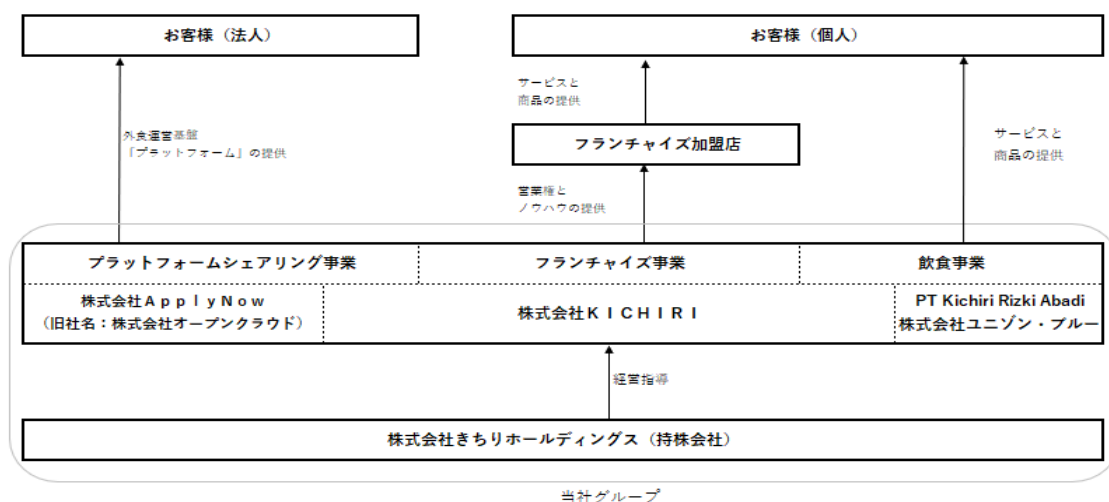 お客様（法人）
お客様（個人）
サービスと
商品の提供
外食運営基盤
『プラットフォーム』の提供
フランチャイズ加盟店
サービスと
商品の提供
営業権と
ノウハウの提供
プラットフォームシェアリング事業
フランチャイズ事業
飲食事業
株式会社ＡｐｐｌｙＮｏｗ
（旧社名：株式会社オープンクラウド）
株式会社ＫＩＣＨＩＲＩ
PT Kichiri Rizki Abadi
株式会社ユニゾン・ブルー
経営指導
株式会社きちりホールディングス（持株会社）
当社グループ